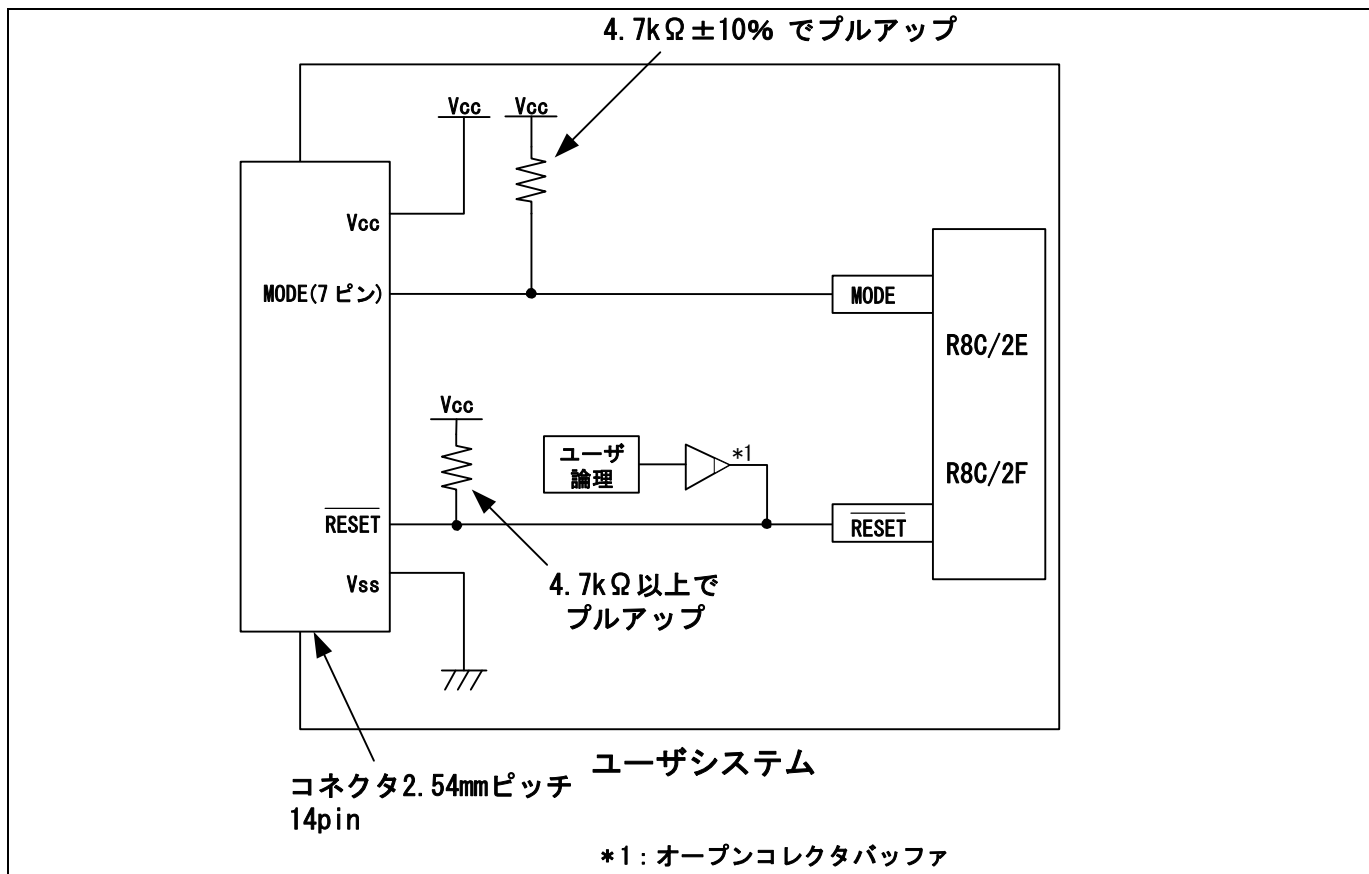 4.7kΩ±10% でプルアップ
Vcc
Vcc
Vcc
MODE(7 ピン)
MODE
R8C/2E
Vcc
ユーザ
論理
*1
R8C/2F
RESET
RESET
Vss
4.7kΩ以上で
プルアップ
ユーザシステム
コネクタ2.54mmピッチ
14pin
*1：オープンコレクタバッファ